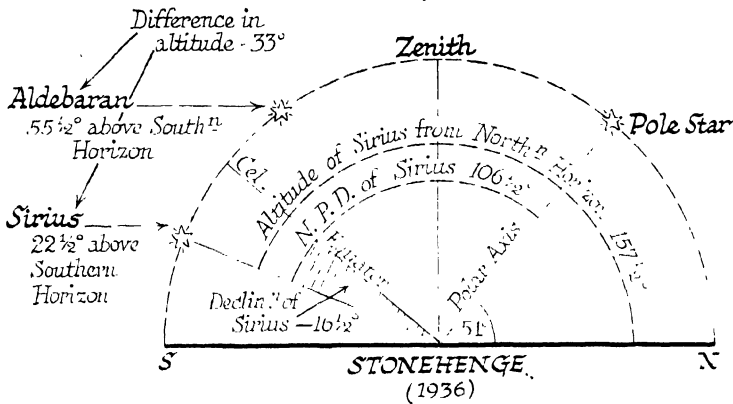 Difference in
altitude - 33°
Zenith
Aldebaran
55½° above Southⁿ
Horizon
Pole Star
Cel.
Equator
Altitude of Sirius from Northⁿ Horizon 157½°
N.P.D. of Sirius 106½°
Sirius
22½° above
Southern
Horizon
Polar Axis
Declinⁿ of
Sirius -16½°
51°
S
N
STONEHENGE.
(1936)